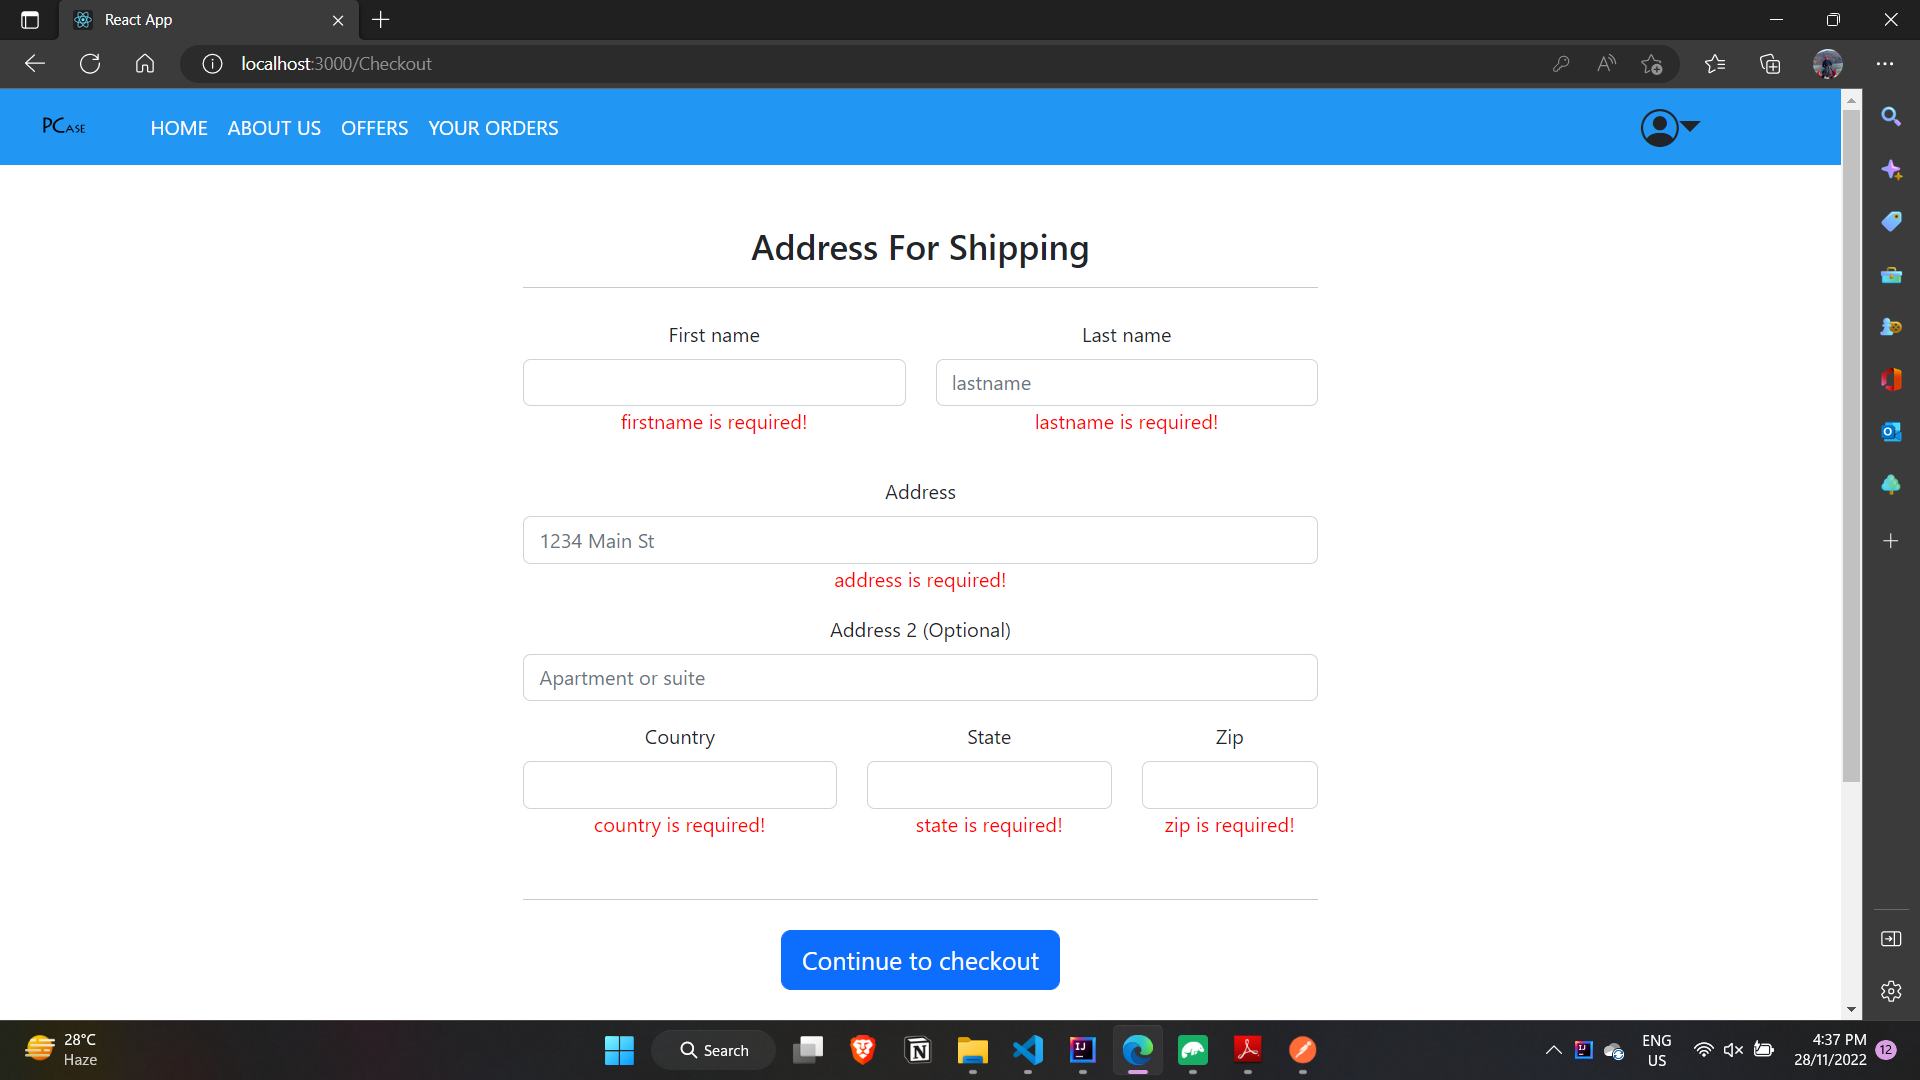 React App
localhost:3000/Checkout
PCASE HOME ABOUT US OFFERS YOUR ORDERS
Address For Shipping
First name Last name
lastname
firstname is required! lastname is required!
Address
1234 Main St
address is required!
Address 2 (Optional)
Apartment or suite
Country State Zip
country is required! state is required! zip is required!
Continue to checkout
28°C
Haze
Search
ENG
US
4:37 PM
28/11/2022
12